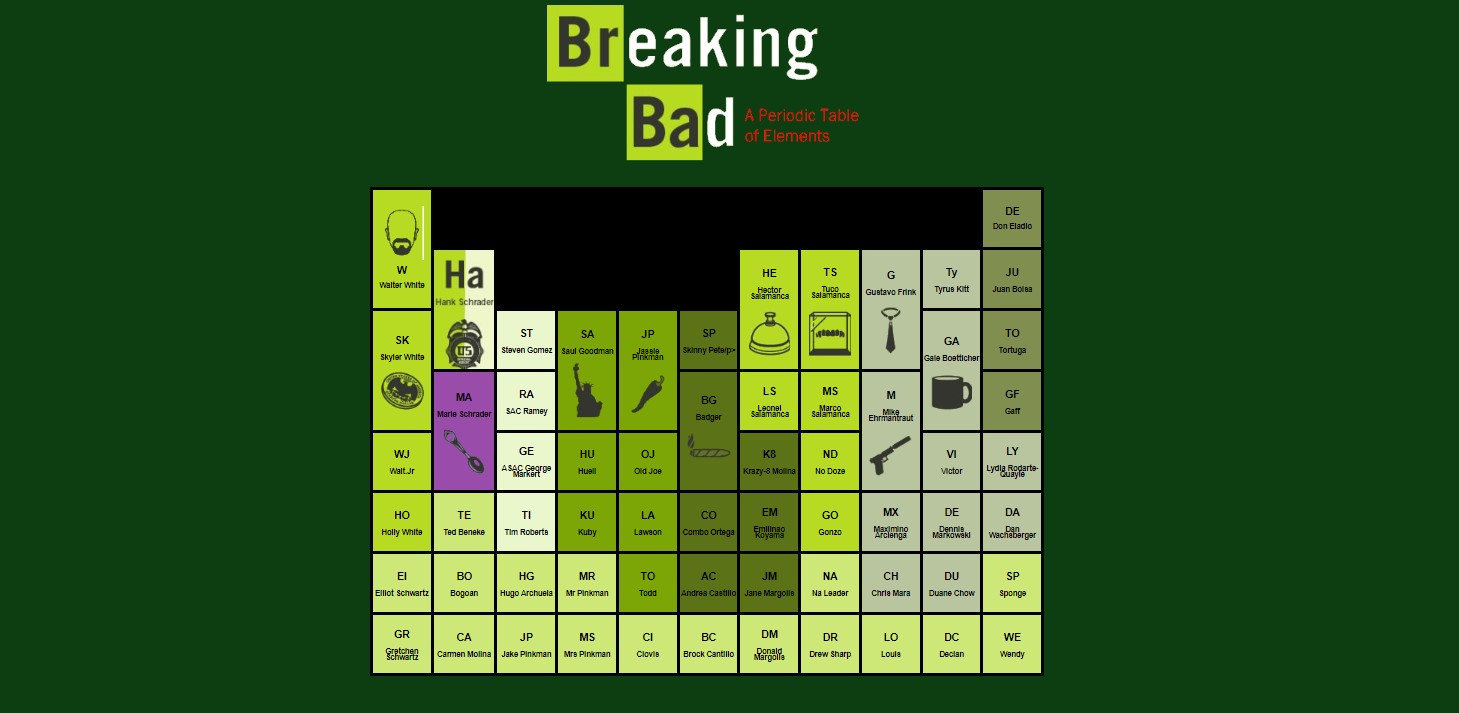 Breaking
Bad
A Periodic Table
of Elements
W
Walter White
DE
Don Eladio
Ha
Hank Schrader
HE
Hector
Salamanca
TS
Tuco
Salamanca
G
Gustavo Frink
Ty
Tyrus Kitt
JU
Juan Bolsa
SK
Skyler White
ST
Steven Gomez
SA
Saul Goodman
JP
Jassie
Pinkman
SP
Skinny Pete/p>
GA
Gale Boetticher
TO
Tortuga
US
MA
Marie Schrader
RA
SAC Ramey
BG
Badger
LS
Leonel
Salamanca
MS
Marco
Salamanca
M
Mike
Ehrmantraut
GF
Gaff
WJ
Walt.Jr
GE
ASAC George
Markert
HU
Huell
OJ
Old Joe
K8
Krazy-8 Molina
ND
No Doze
VI
Victor
LY
Lydia Rodarte-
Quayle
HO
Holly White
TE
Ted Beneke
TI
Tim Roberts
KU
Kuby
LA
Lawson
CO
Combo Ortega
EM
Emilinao
Koyama
GO
Gonzo
MX
Maximino
Arcienga
DE
Dennis
Markowski
DA
Dan
Wachsberger
EI
Elliot Schwartz
BO
Bogoan
HG
Hugo Archuela
MR
Mr Pinkman
TO
Todd
AC
Andrea Castillo
JM
Jane Margolis
NA
Na Leader
CH
Chris Mara
DU
Duane Chow
SP
Sponge
GR
Gretchen
Schwartz
CA
Carmen Molina
JP
Jake Pinkman
MS
Mrs Pinkman
CI
Clovis
BC
Brock Cantillo
DM
Donald
Margolis
DR
Drew Sharp
LO
Louis
DC
Declan
WE
Wendy